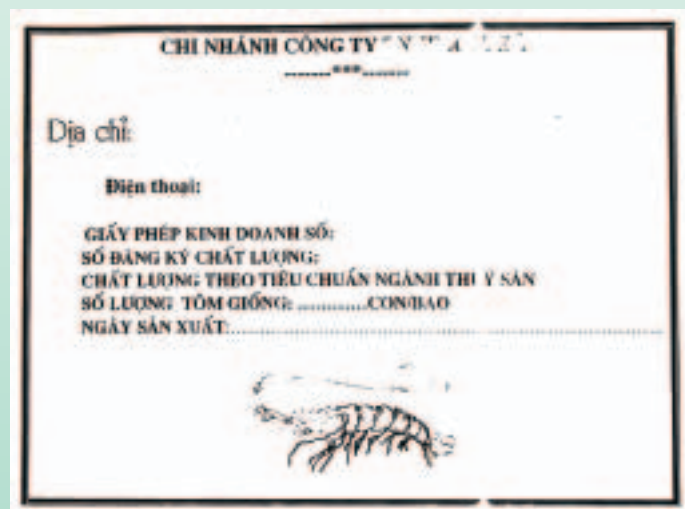 CHI NHÁNH CÔNG TY
.......***.......
Địa chỉ:
Điện thoại:
GIẤY PHÉP KINH DOANH SỐ:
SỐ ĐĂNG KÝ CHẤT LƯỢNG:
CHẤT LƯỢNG THEO TIÊU CHUẨN NGÀNH THUỶ SẢN
SỐ LƯỢNG TÔM GIỐNG: .............CON/BAO
NGÀY SẢN XUẤT:.......................................................................